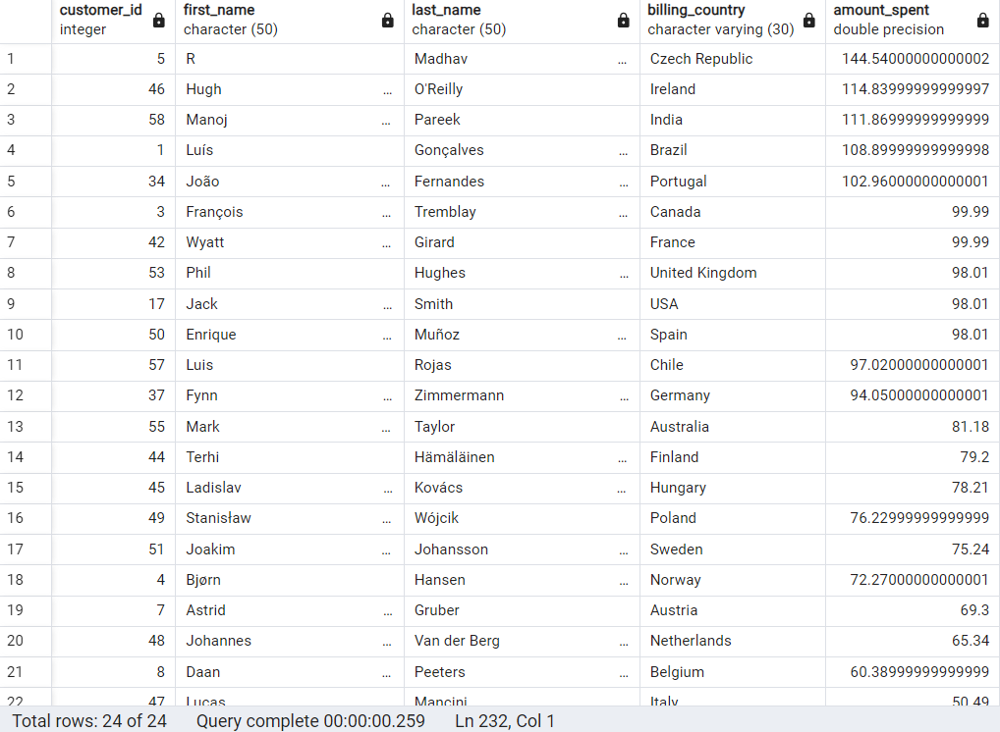 customer_id first_name last_name billing_country amount_spent
integer character (50) character (50) character varying (30) double precision
1 5 R Madhav ... Czech Republic 144.54000000000002
2 46 Hugh ... O'Reilly Ireland 114.83999999999997
3 58 Manoj ... Pareek India 111.86999999999999
4 1 Luís Gonçalves ... Brazil 108.89999999999998
5 34 João ... Fernandes ... Portugal 102.96000000000001
6 3 François ... Tremblay ... Canada 99.99
7 42 Wyatt ... Girard France 99.99
8 53 Phil Hughes ... United Kingdom 98.01
9 17 Jack ... Smith USA 98.01
10 50 Enrique ... Muñoz ... Spain 98.01
11 57 Luis Rojas Chile 97.02000000000001
12 37 Fynn ... Zimmermann ... Germany 94.05000000000001
13 55 Mark ... Taylor Australia 81.18
14 44 Terhi Hämäläinen ... Finland 79.2
15 45 Ladislav ... Kovács ... Hungary 78.21
16 49 Stanisław ... Wójcik Poland 76.22999999999999
17 51 Joakim ... Johansson ... Sweden 75.24
18 4 Bjørn Hansen ... Norway 72.27000000000001
19 7 Astrid ... Gruber Austria 69.3
20 48 Johannes ... Van der Berg ... Netherlands 65.34
21 8 Daan ... Peeters ... Belgium 60.38999999999999
22 47 Lucas Mancini Italy 50.49
Total rows: 24 of 24 Query complete 00:00:00.259 Ln 232, Col 1